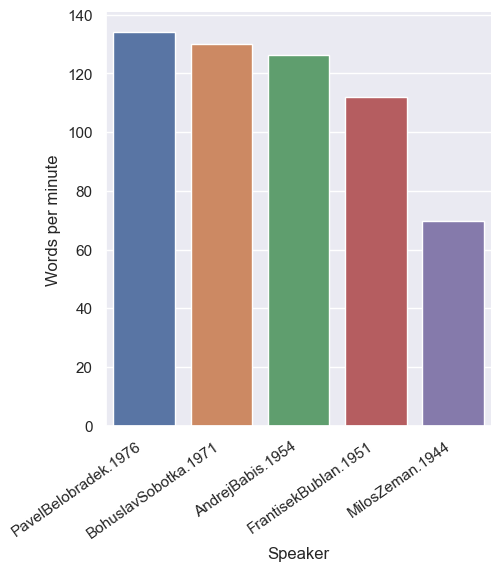 140
120
100
80
60
40
20
0
Words per minute
PavelBelobradek.1976
BohuslavSobotka.1971
AndrejBabis.1954
FrantisekBublan.1951
MilosZeman.1944
Speaker